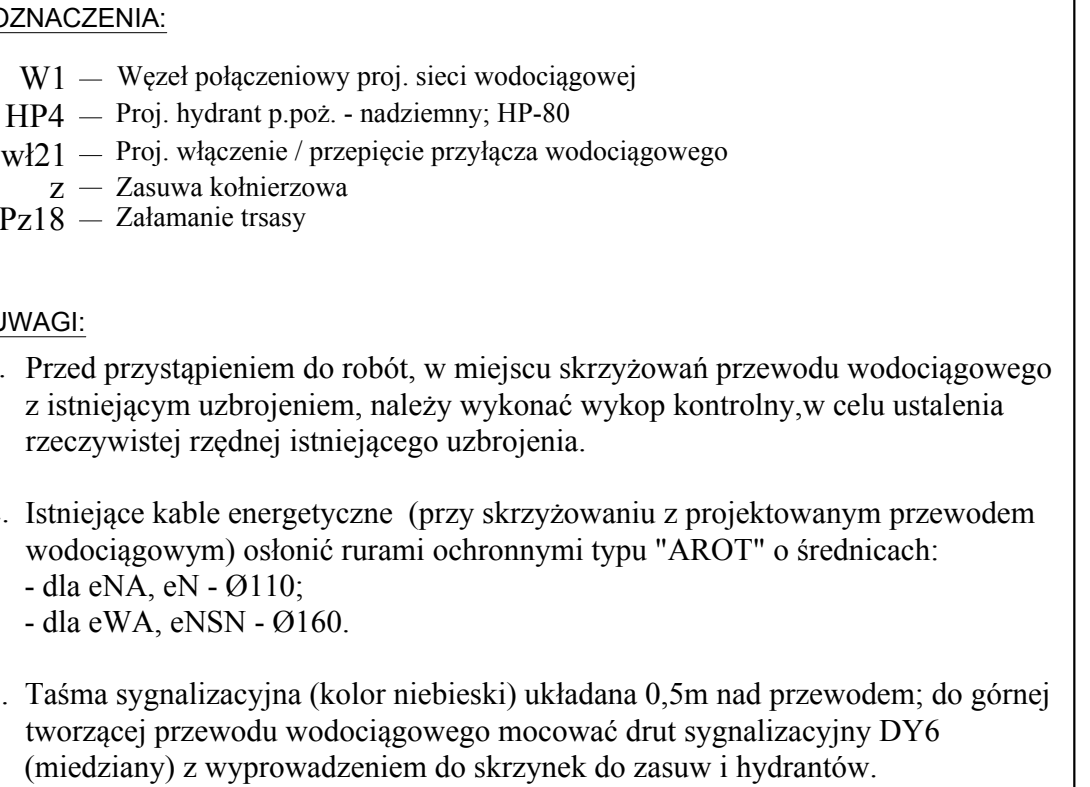 OZNACZENIA:
W1 — Węzeł połączeniowy proj. sieci wodociągowej
HP4 — Proj. hydrant p.poż. - nadziemny; HP-80
wł21 — Proj. włączenie / przepięcie przyłącza wodociągowego
z — Zasuwa kołnierzowa
Pz18 — Załamanie trsasy
UWAGI:
. Przed przystąpieniem do robót, w miejscu skrzyżowań przewodu wodociągowego
z istniejącym uzbrojeniem, należy wykonać wykop kontrolny,w celu ustalenia
rzeczywistej rzędnej istniejącego uzbrojenia.
. Istniejące kable energetyczne (przy skrzyżowaniu z projektowanym przewodem
wodociągowym) osłonić rurami ochronnymi typu "AROT" o średnicach:
- dla eNA, eN - Ø110;
- dla eWA, eNSN - Ø160.
. Taśma sygnalizacyjna (kolor niebieski) układana 0,5m nad przewodem; do górnej
tworzącej przewodu wodociągowego mocować drut sygnalizacyjny DY6
(miedziany) z wyprowadzeniem do skrzynek do zasuw i hydrantów.